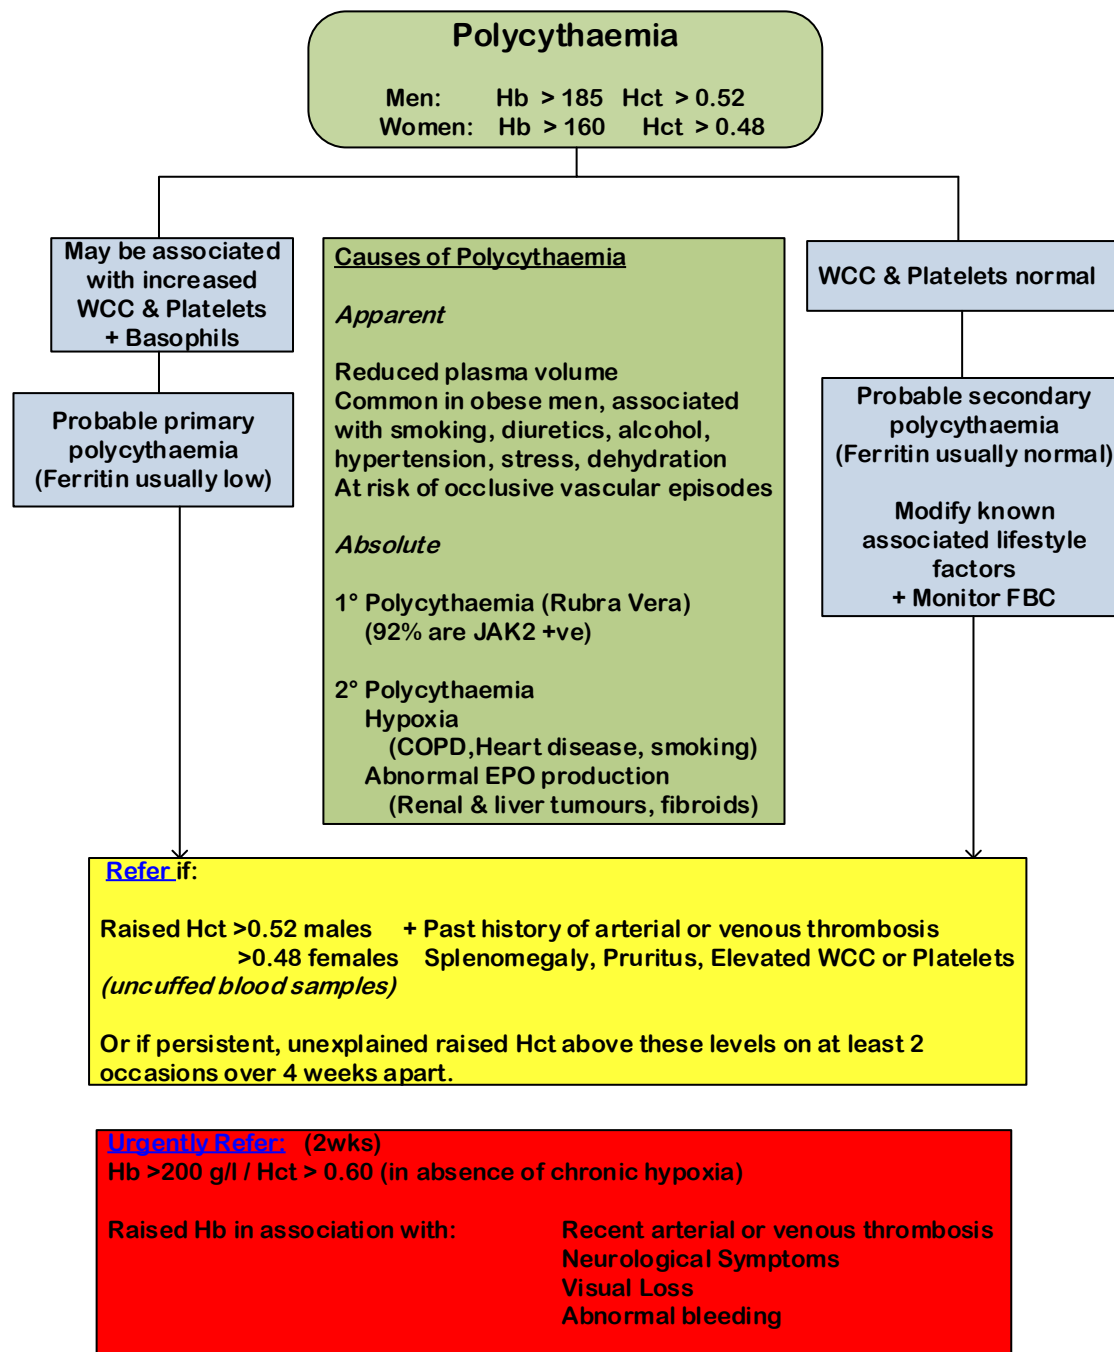 Polycythaemia
Men: Hb > 185 Hct > 0.52
Women: Hb > 160 Hct > 0.48
May be associated
with increased
WCC & Platelets
+ Basophils
Probable primary
polycythaemia
(Ferritin usually low)
Causes of Polycythaemia
Apparent
Reduced plasma volume
Common in obese men, associated
with smoking, diuretics, alcohol,
hypertension, stress, dehydration
At risk of occlusive vascular episodes
Absolute
1° Polycythaemia (Rubra Vera)
(92% are JAK2 +ve)
2° Polycythaemia
Hypoxia
(COPD,Heart disease, smoking)
Abnormal EPO production
(Renal & liver tumours, fibroids)
WCC & Platelets normal
Probable secondary
polycythaemia
(Ferritin usually normal)
Modify known
associated lifestyle
factors
+ Monitor FBC
Refer if:
Raised Hct >0.52 males + Past history of arterial or venous thrombosis
>0.48 females Splenomegaly, Pruritus, Elevated WCC or Platelets
(uncuffed blood samples)
Or if persistent, unexplained raised Hct above these levels on at least 2
occasions over 4 weeks apart.
Urgently Refer: (2wks)
Hb >200 g/l / Hct > 0.60 (in absence of chronic hypoxia)
Raised Hb in association with: Recent arterial or venous thrombosis
Neurological Symptoms
Visual Loss
Abnormal bleeding